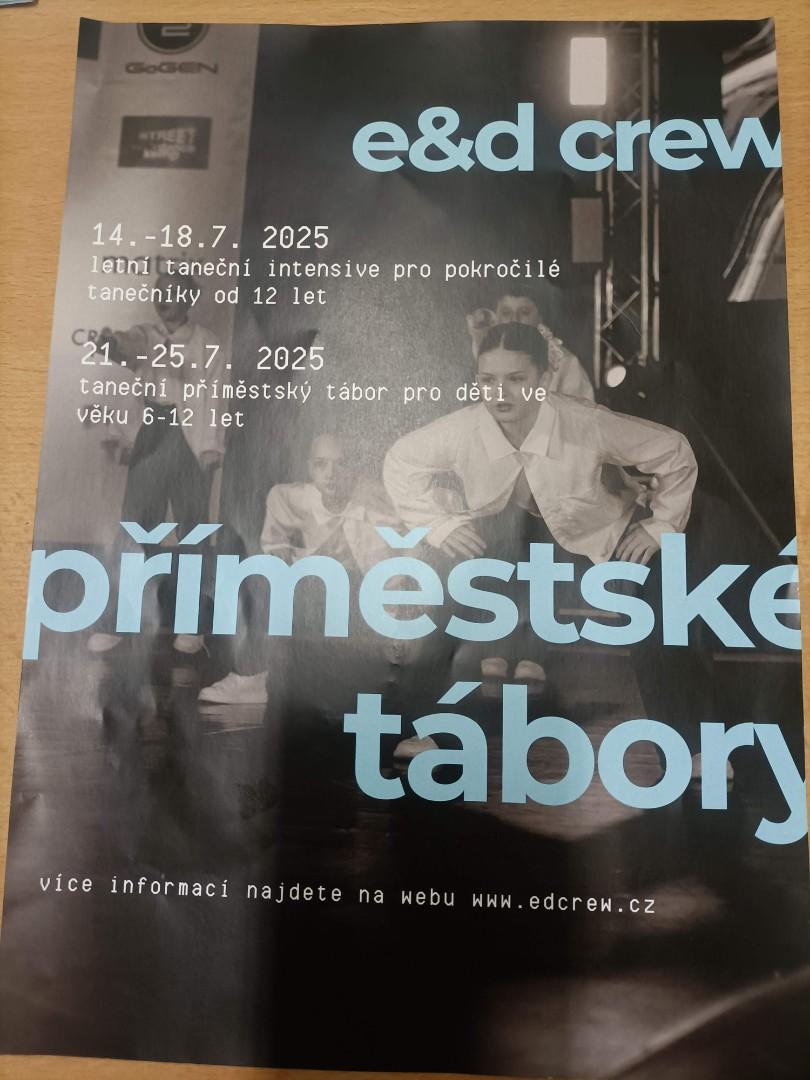 GoGEN
STREET
e&d crew
14.-18.7. 2025
letní taneční intensive pro pokročilé
tanečníky od 12 let
21.-25.7. 2025
taneční příměstský tábor pro děti ve
věku 6-12 let
příměstské
tábory
více informací najdete na webu www.edcrew.cz